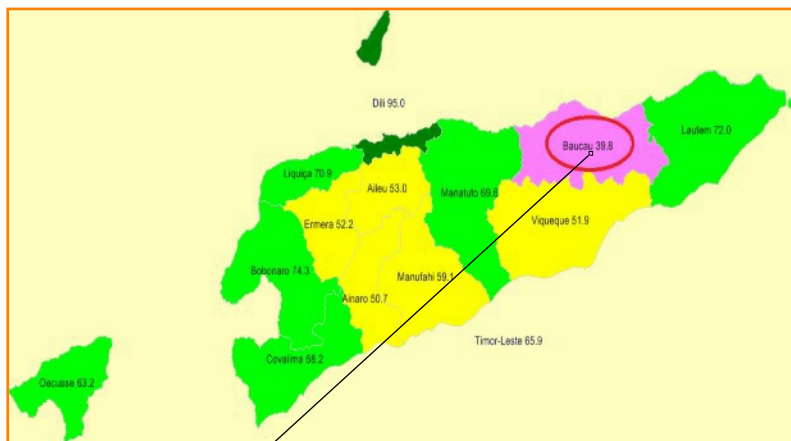 Dili 95.0
Baucau 39.8
Lautem 72.0
Liquiça 70.9
Aileu 53.0
Manatuto 69.6
Ermera 52.2
Viqueque 51.9
Bobonaro 74.3
Manufahi 59.1
Ainaro 50.7
Timor-Leste 65.9
Covalima 68.2
Oecusse 63.2